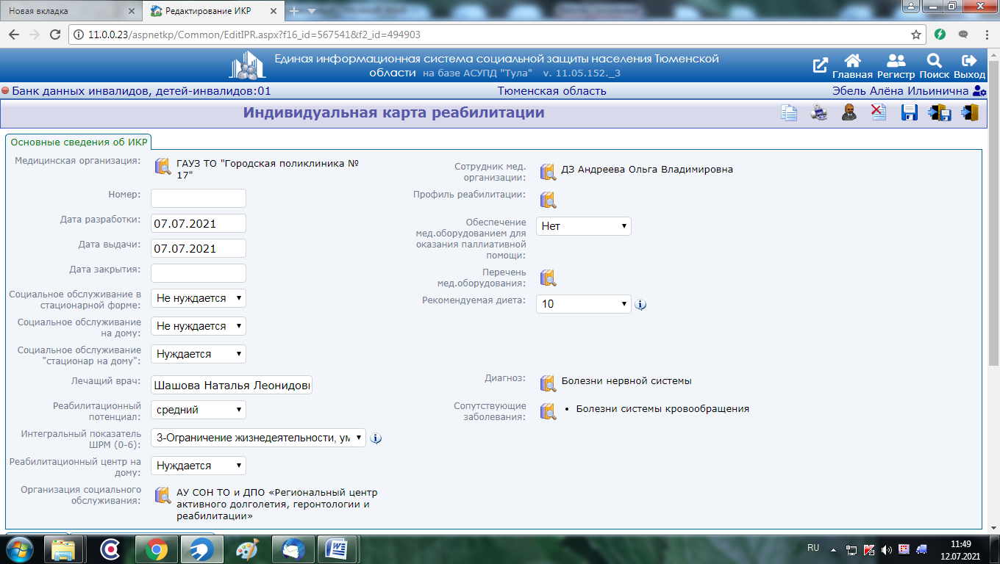 Новая вкладка
Редактирование ИКР
11.0.0.23/aspnetkp/Common/EditIPR.aspx?f16_id=567541&f2_id=494903
Единая информационная система социальной защиты населения Тюменской
области на базе АСУПД "Тула" v. 11.05.152._3
Главная Регистр Поиск Выход
Банк данных инвалидов, детей-инвалидов:01
Тюменская область
Эбель Алёна Ильинична
Индивидуальная карта реабилитации
Основные сведения об ИКР
Медицинская организация:
ГАУЗ ТО "Городская поликлиника №
17"
Номер:
Дата разработки:
07.07.2021
Дата выдачи:
07.07.2021
Дата закрытия:
Социальное обслуживание в
стационарной форме:
Не нуждается
Социальное обслуживание
на дому:
Не нуждается
Социальное обслуживание
"стационар на дому":
Нуждается
Лечащий врач:
Шашова Наталья Леонидов
Реабилитационный
потенциал:
средний
Интегральный показатель
ШРМ (0-6):
3-Ограничение жизнедеятельности, ум
Реабилитационный центр на
дому:
Нуждается
Организация социального
обслуживания:
АУ СОН ТО и ДПО «Региональный центр
активного долголетия, геронтологии и
реабилитации»
Сотрудник мед.
организации:
ДЗ Андреева Ольга Владимировна
Профиль реабилитации:
Обеспечение
мед.оборудованием для
оказания паллиативной
помощи:
Нет
Перечень
мед.оборудования:
Рекомендуемая диета:
10
Диагноз:
Болезни нервной системы
Сопутствующие
заболевания:
• Болезни системы кровообращения
RU
11:49
12.07.2021